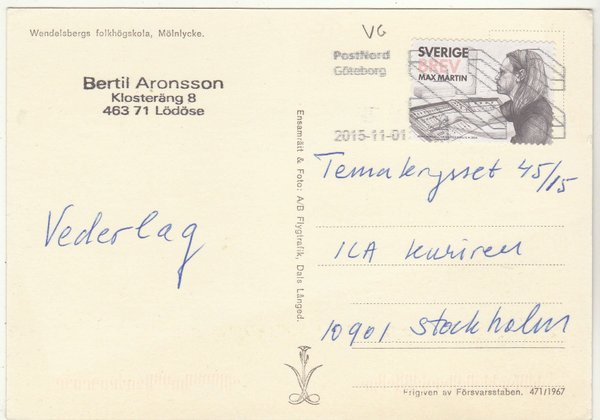 Wendelsbergs folkhögskola, Mölnlycke.
VG
PostNord
Göteborg
2015-11-01
SVERIGE
BREV
MAX MARTIN
Bertil Aronsson
Klosteräng 8
463 71 Lödöse
Ensamrätt & Foto: A/B Flygtrafik, Dals Långed.
Temakrysset 45/15
ICA Kuriren
10901 Stockholm
Vederlag
Frigiven av Försvarsstaben. 471/1967